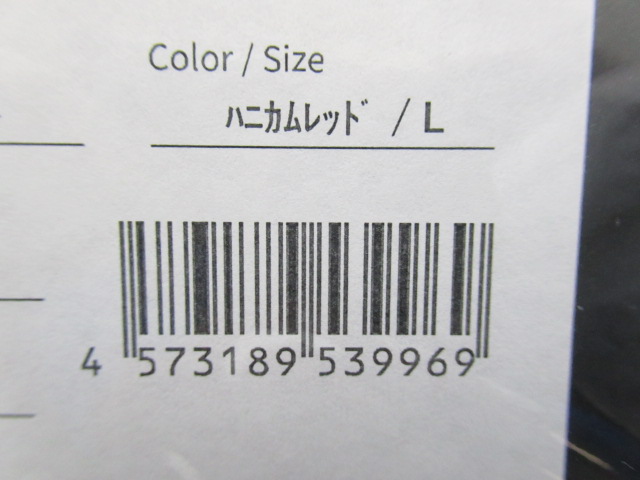 Color / Size
ﾊﾆｶﾑﾚｯﾄﾞ / L
4 573189 539969